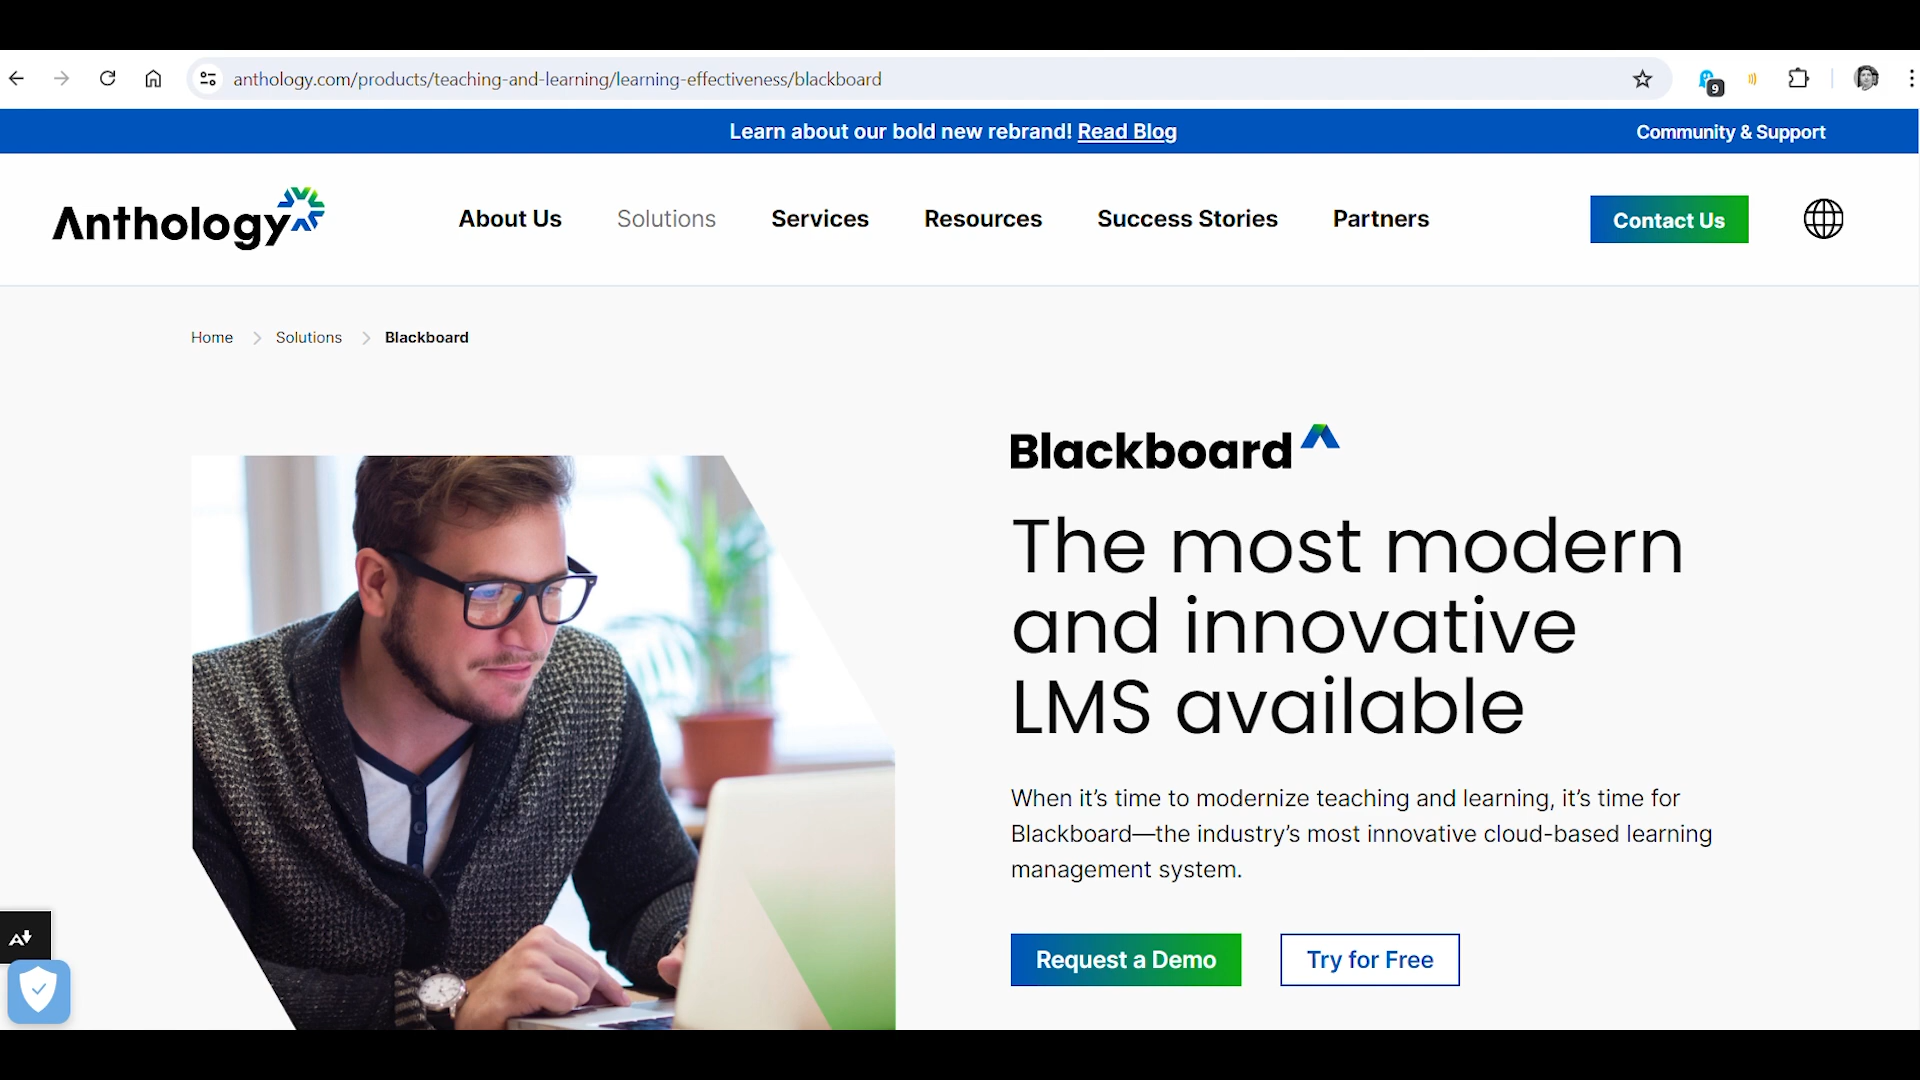 anthology.com/products/teaching-and-learning/learning-effectiveness/blackboard
9
Learn about our bold new rebrand! Read Blog
Community & Support
Anthology
About Us
Solutions
Services
Resources
Success Stories
Partners
Contact Us
Home
Solutions
Blackboard
Blackboard
The most modern
and innovative
LMS available
When it’s time to modernize teaching and learning, it’s time for
Blackboard—the industry’s most innovative cloud-based learning
management system.
Request a Demo
Try for Free
A